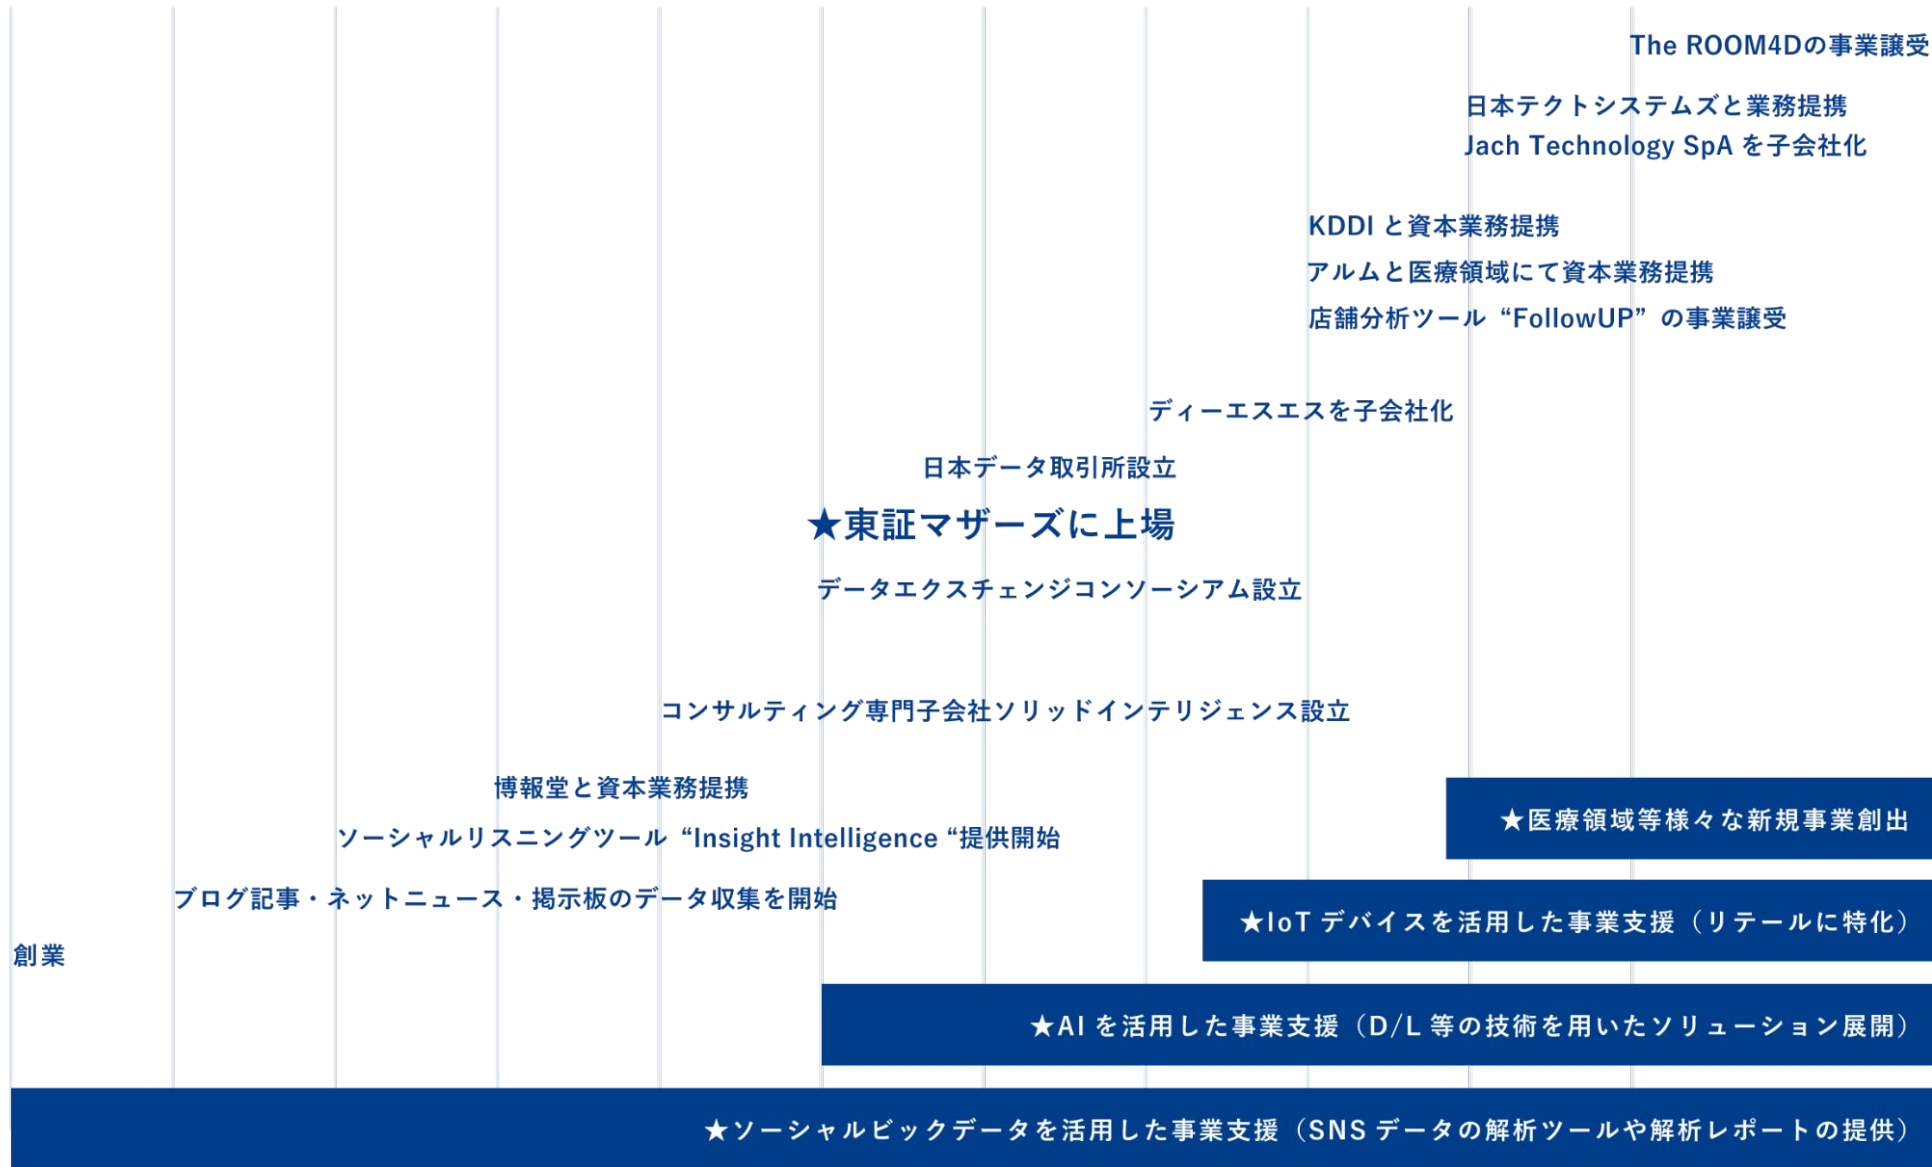 The ROOM4Dの事業譲受
日本テクトシステムズと業務提携
Jach Technology SpA を子会社化
KDDI と資本業務提携
アルムと医療領域にて資本業務提携
店舗分析ツール “FollowUP” の事業譲受
ディーエスエスを子会社化
日本データ取引所設立
★東証マザーズに上場
データエクスチェンジコンソーシアム設立
コンサルティング専門子会社ソリッドインテリジェンス設立
博報堂と資本業務提携
ソーシャルリスニングツール “Insight Intelligence “提供開始
ブログ記事・ネットニュース・掲示板のデータ収集を開始
創業
★医療領域等様々な新規事業創出
★IoT デバイスを活用した事業支援（リテールに特化）
★AI を活用した事業支援（D/L 等の技術を用いたソリューション展開）
★ソーシャルビックデータを活用した事業支援（SNS データの解析ツールや解析レポートの提供）